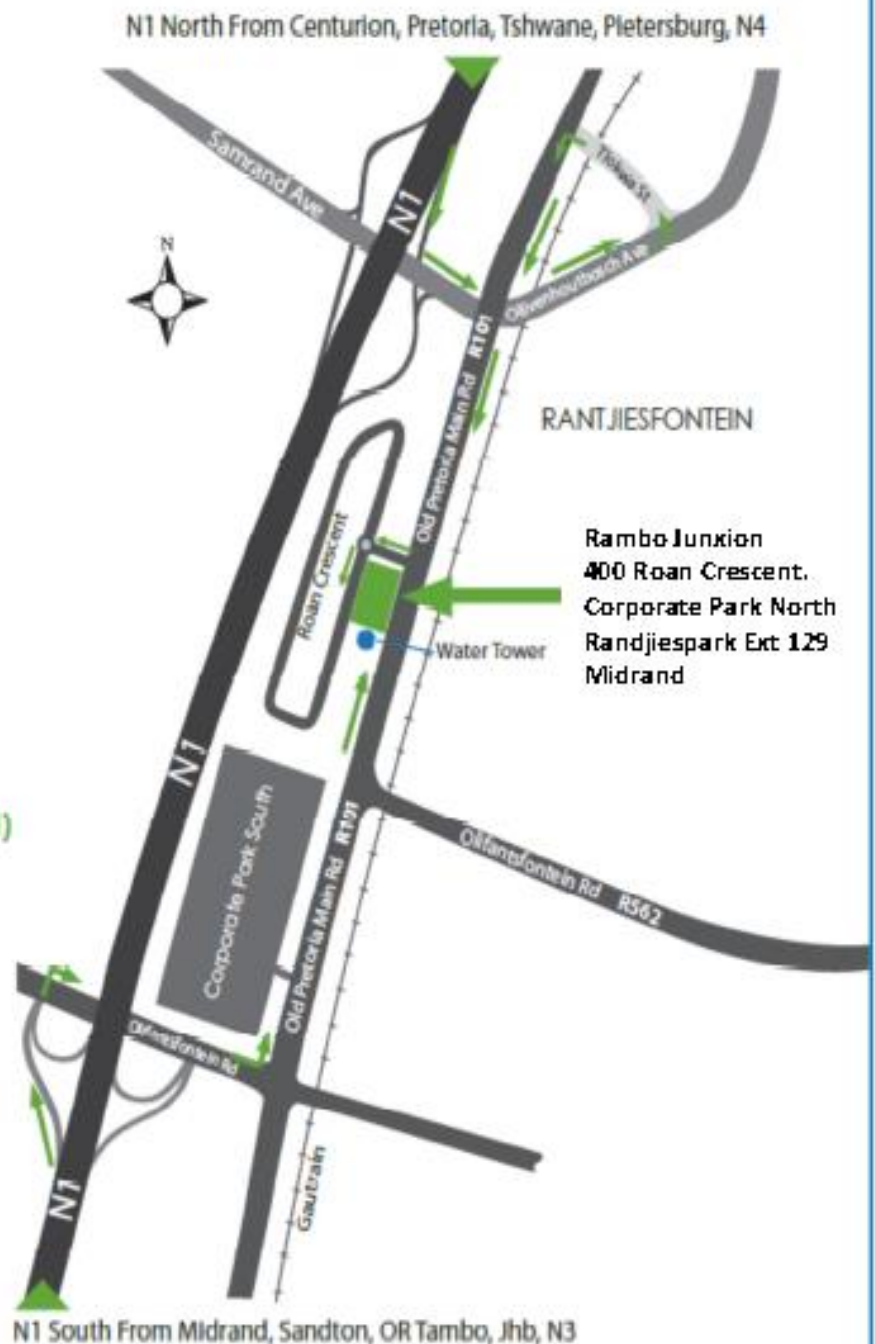 N1 North From Centurion, Pretoria, Tshwane, Pietersburg, N4
Samrand Ave
N1
Tlokwa St
N
Olivenhoutbosch Ave
Old Pretoria Main Rd R101
RANTJIESFONTEIN
Roan Crescent
Rambo Junxion
400 Roan Crescent.
Corporate Park North
Randjiespark Ext 129
Midrand
Water Tower
N1
)
Corporate Park South
Old Pretoria Main Rd R101
Olifantsfontein Rd R562
Olifantsfontein Rd
Gautrain
N1
N1 South From Midrand, Sandton, OR Tambo, Jhb, N3